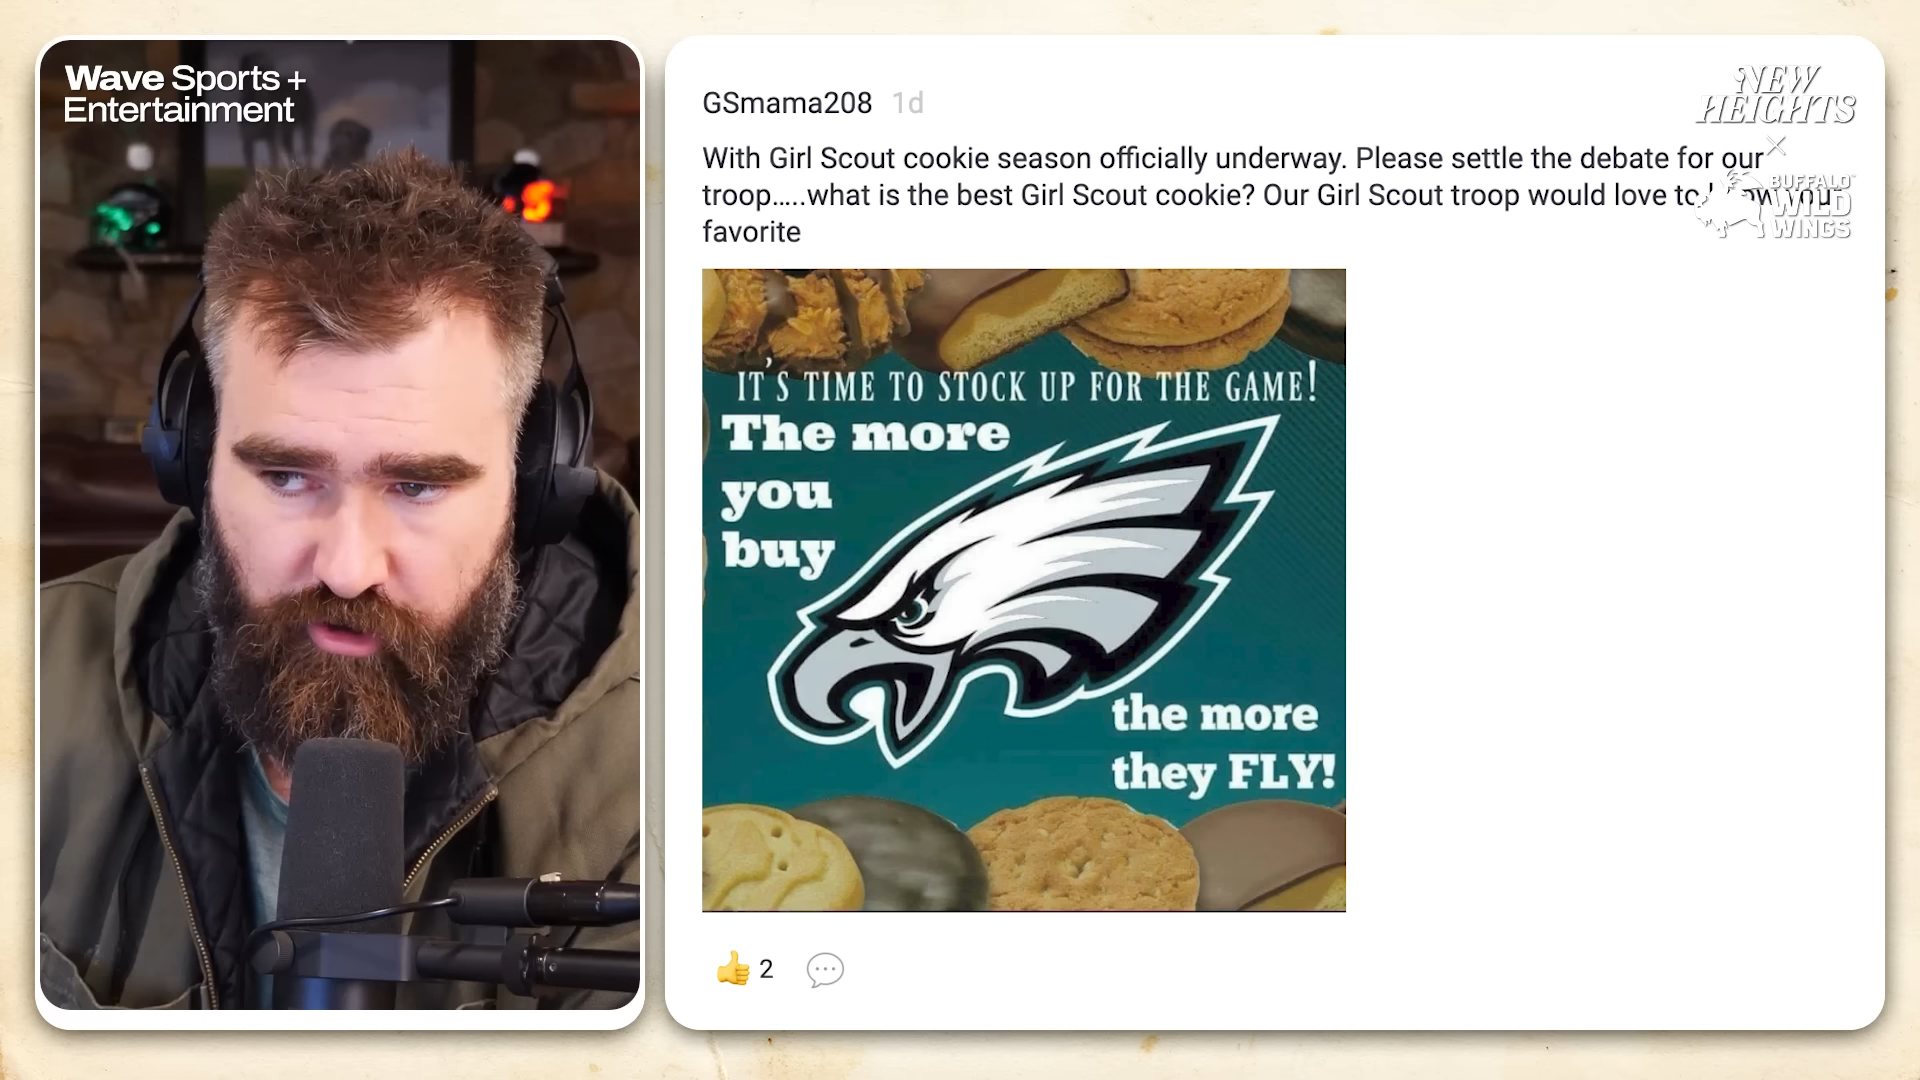 Wave Sports +
Entertainment
GSmama208 1d
With Girl Scout cookie season officially underway. Please settle the debate for our
troop.....what is the best Girl Scout cookie? Our Girl Scout troop would love to you
favorite
NEW
HEIGHTS
×
BUFFALO
WILD
WINGS
IT'S TIME TO STOCK UP FOR THE GAME!
The more
you
buy
the more
they FLY!
2